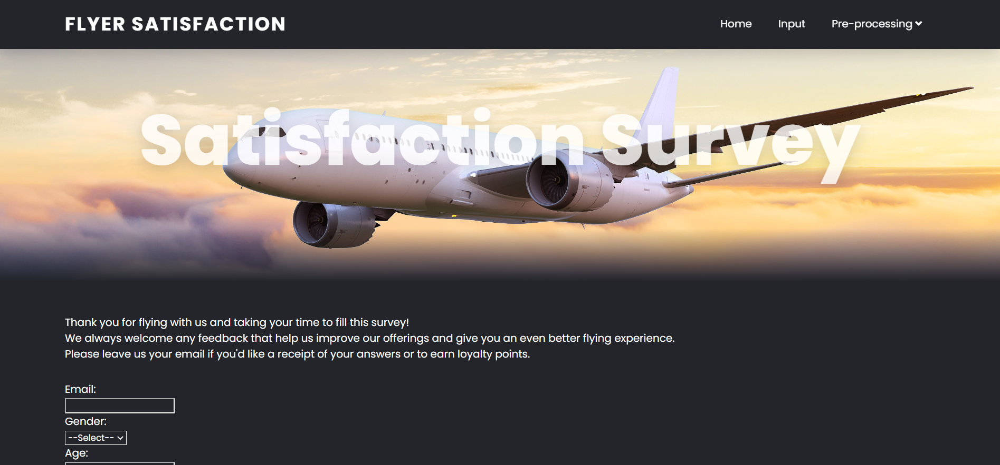 FLYER SATISFACTION
Home Input Pre-processing
Satisfaction Survey
Thank you for flying with us and taking your time to fill this survey!
We always welcome any feedback that help us improve our offerings and give you an even better flying experience.
Please leave us your email if you'd like a receipt of your answers or to earn loyalty points.
Email:
Gender:
--Select--
Age: